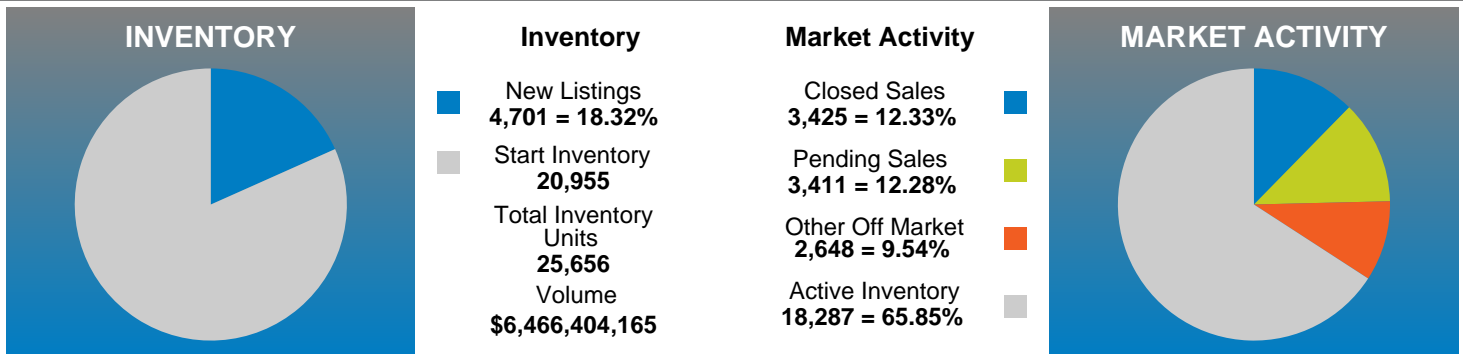 INVENTORY
Inventory
New Listings
4,701 = 18.32%
Start Inventory
20,955
Total Inventory
Units
25,656
Volume
$6,466,404,165
Market Activity
Closed Sales
3,425 = 12.33%
Pending Sales
3,411 = 12.28%
Other Off Market
2,648 = 9.54%
Active Inventory
18,287 = 65.85%
MARKET ACTIVITY